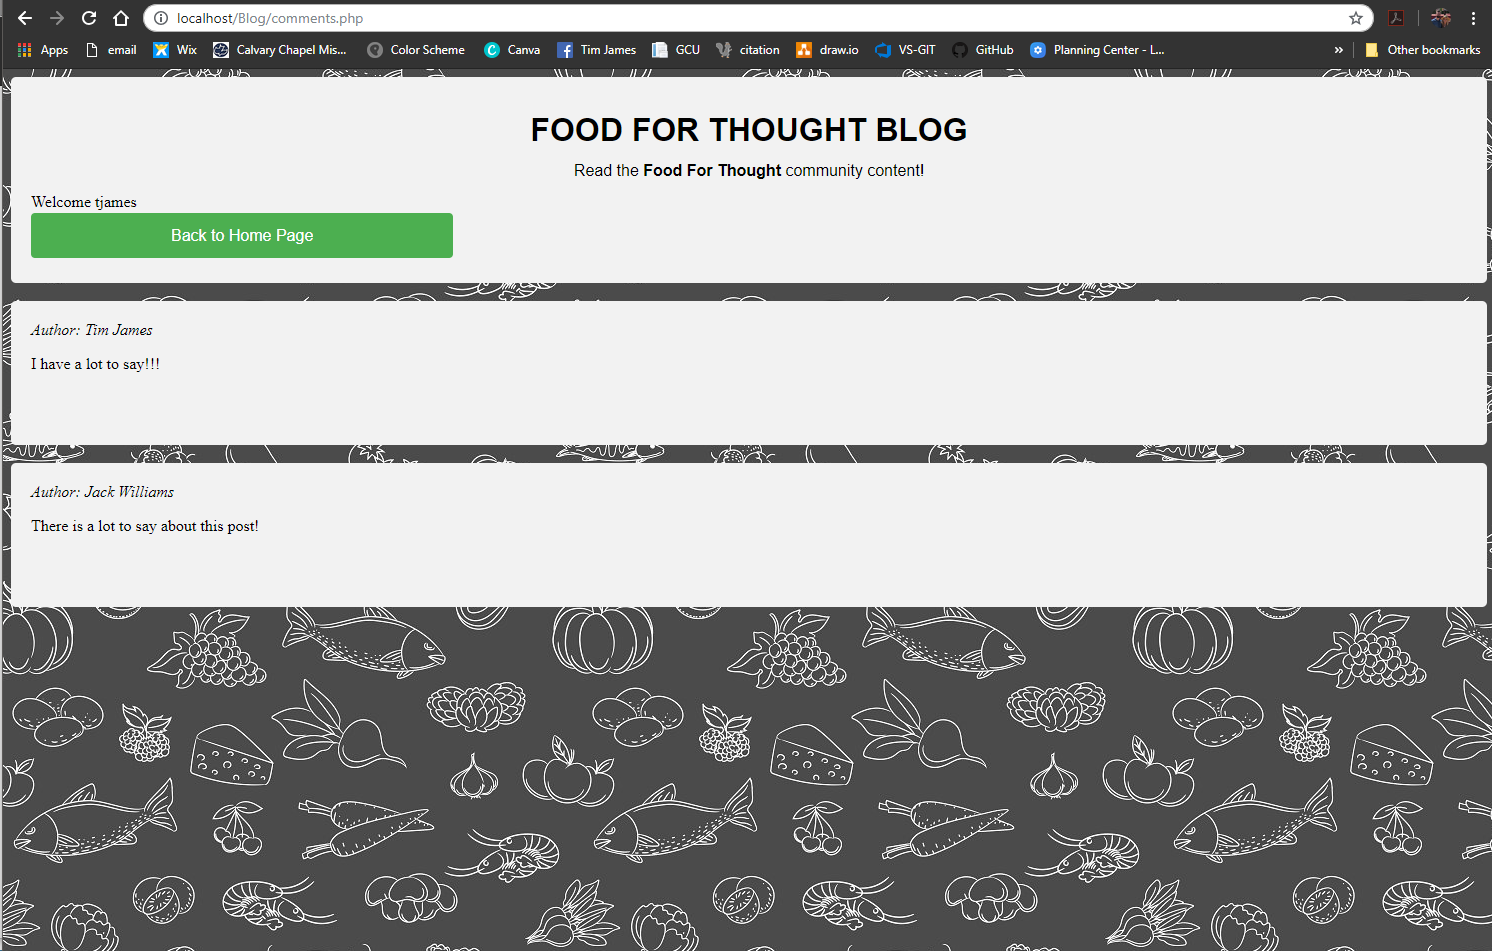 localhost/Blog/comments.php
Apps email Wix Calvary Chapel Mis... Color Scheme Canva Tim James GCU citation draw.io VS-GIT GitHub Planning Center - L... » Other bookmarks
FOOD FOR THOUGHT BLOG
Read the Food For Thought community content!
Welcome tjames
Back to Home Page
Author: Tim James
I have a lot to say!!!
Author: Jack Williams
There is a lot to say about this post!